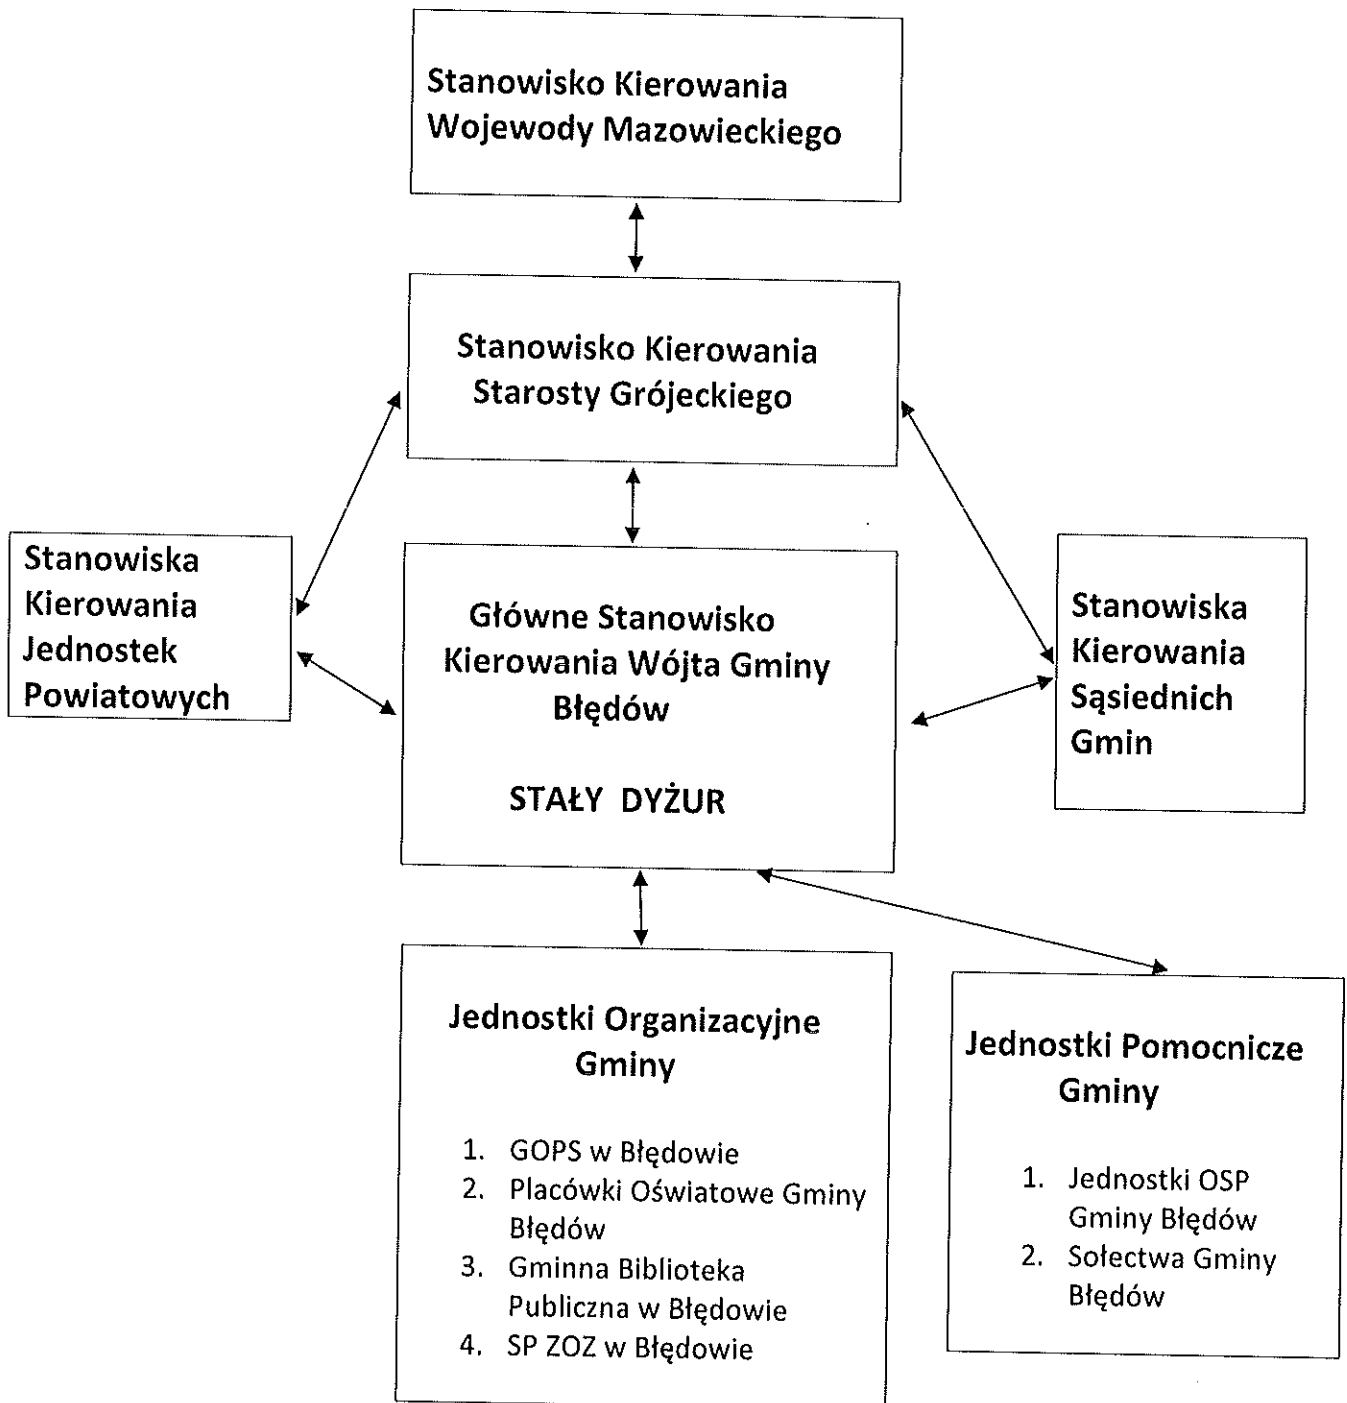 Stanowisko Kierowania
Wojewody Mazowieckiego
Stanowisko Kierowania
Starosty Grójeckiego
Stanowiska
Kierowania
Jednostek
Powiatowych
Główne Stanowisko
Kierowania Wójta Gminy
Błędów
STAŁY DYŻUR
Stanowiska
Kierowania
Sąsiednich
Gmin
Jednostki Organizacyjne
Gminy
1. GOPS w Błędowie
2. Placówki Oświatowe Gminy
Błędów
3. Gminna Biblioteka
Publiczna w Błędowie
4. SP ZOZ w Błędowie
Jednostki Pomocnicze
Gminy
1. Jednostki OSP
Gminy Błędów
2. Sołectwa Gminy
Błędów